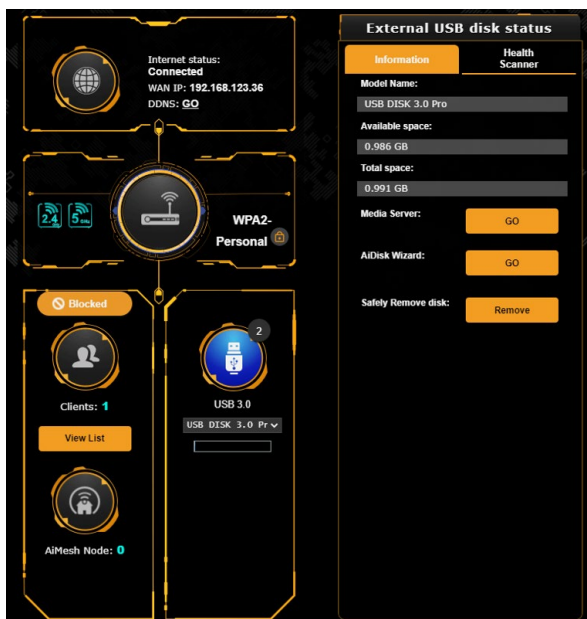 Internet status:
Connected
WAN IP: 192.168.123.36
DDNS: GO
2.4
5 GHz
WPA2-
Personal
Blocked
Clients: 1
View List
AiMesh Node: 0
2
USB 3.0
USB DISK 3.0 Pr
External USB disk status
Information
Health
Scanner
Model Name:
USB DISK 3.0 Pro
Available space:
0.986 GB
Total space:
0.991 GB
Media Server:
GO
AiDisk Wizard:
GO
Safely Remove disk:
Remove